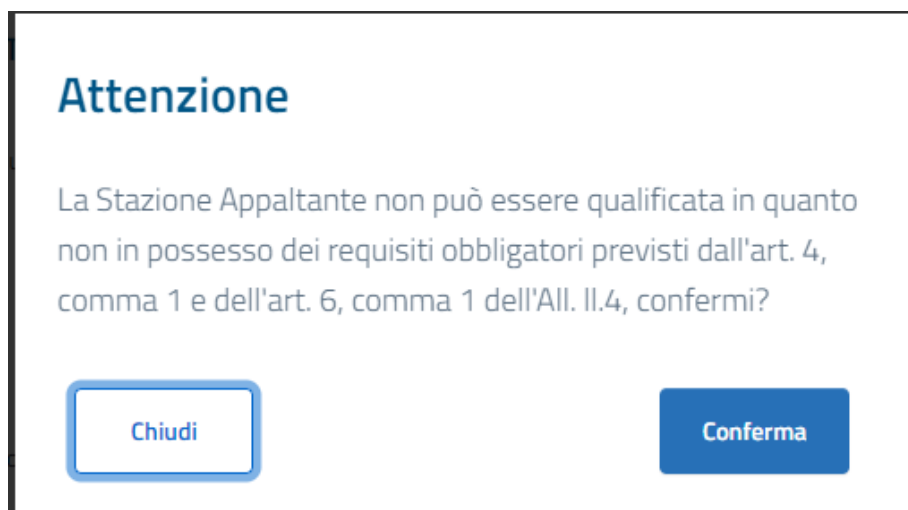 Attenzione
La Stazione Appaltante non può essere qualificata in quanto
non in possesso dei requisiti obbligatori previsti dall'art. 4,
comma 1 e dell'art. 6, comma 1 dell'All. II.4, confermi?
Chiudi
Conferma